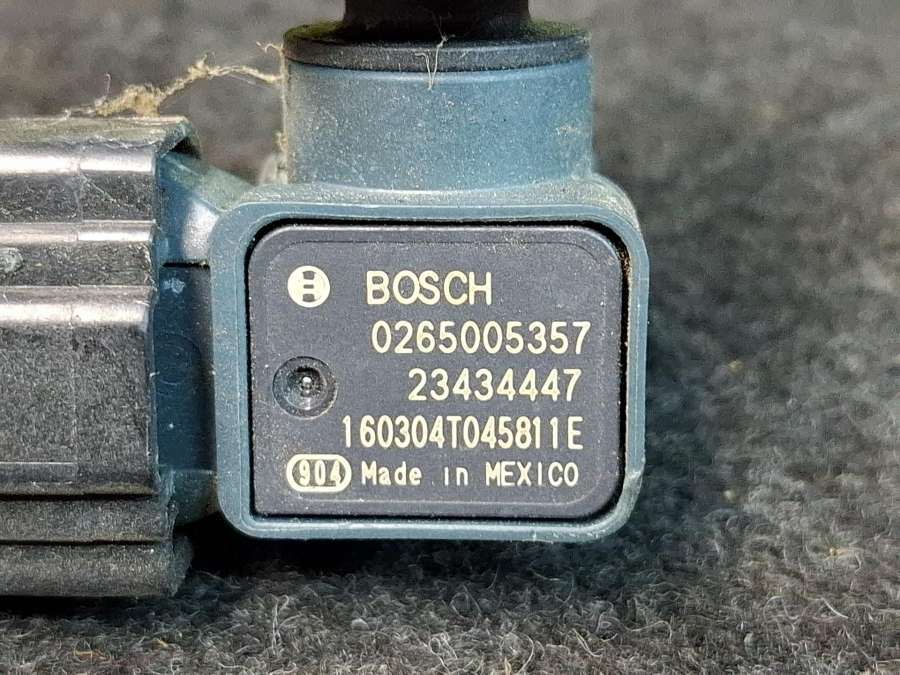 BOSCH
0265005357
23434447
160304T045811E
904 Made in MEXICO